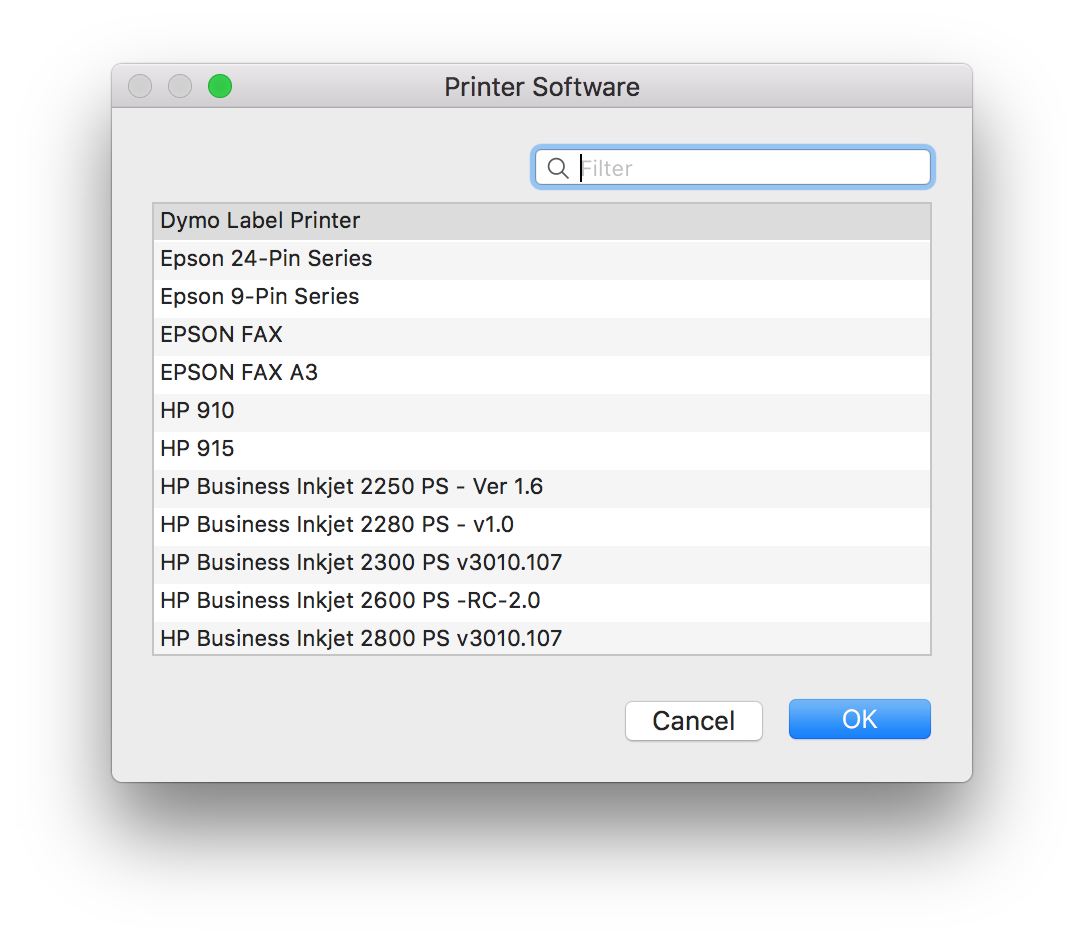 Printer Software
Filter
Dymo Label Printer
Epson 24-Pin Series
Epson 9-Pin Series
EPSON FAX
EPSON FAX A3
HP 910
HP 915
HP Business Inkjet 2250 PS - Ver 1.6
HP Business Inkjet 2280 PS - v1.0
HP Business Inkjet 2300 PS v3010.107
HP Business Inkjet 2600 PS -RC-2.0
HP Business Inkjet 2800 PS v3010.107
Cancel
OK